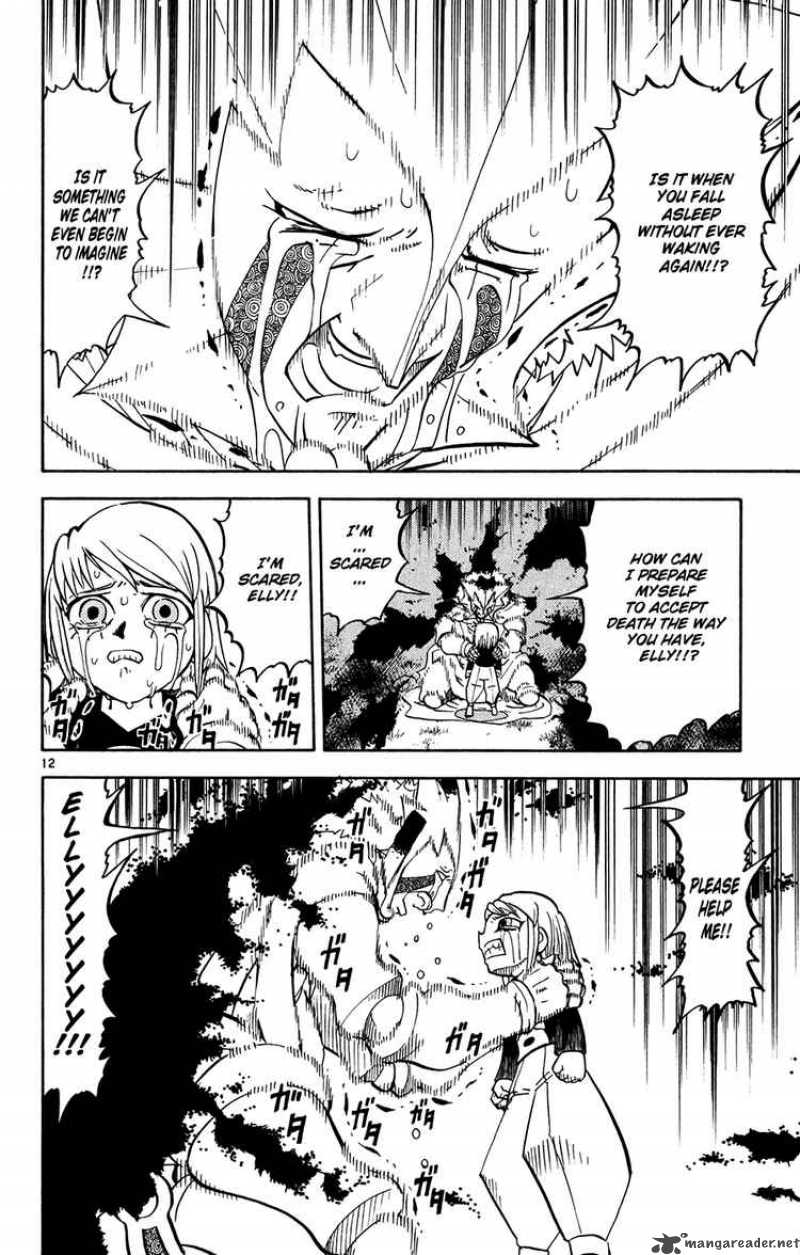 IS IT WHEN
YOU FALL
ASLEEP
WITHOUT EVER
WAKING
AGAIN!!?
IS IT
SOMETHING
WE CAN'T
EVEN BEGIN
TO IMAGINE
!!?
HOW CAN
I PREPARE
MYSELF
TO ACCEPT
DEATH THE WAY
YOU HAVE,
ELLY!!?
I'M
...
SCARED
...
I'M
SCARED,
ELLY!!
ガタ
ガタ
ガタ
ガタ
12
PLEASE
HELP
ME!!
ガタ
ガタ
ガタ
ガタ
ガタ
ガタ
ガタ
ガタ
ELLYYYYYYY!!!
mangareader.net